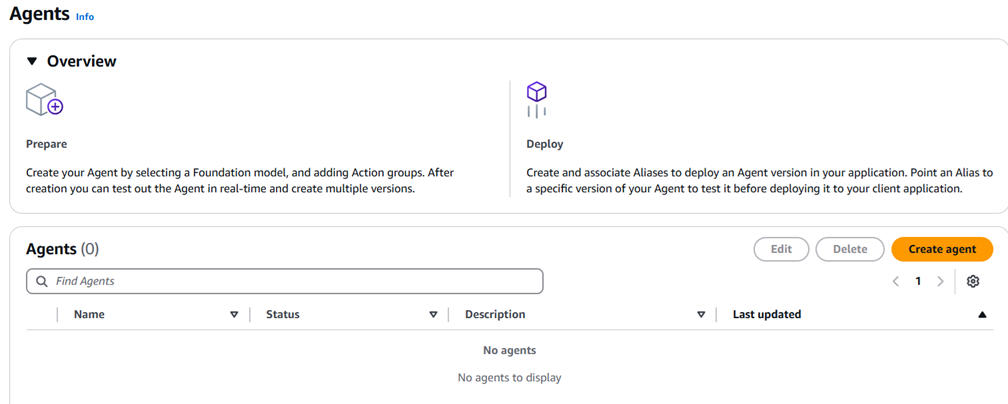 Agents Info
Overview
Prepare
Create your Agent by selecting a Foundation model, and adding Action groups. After
creation you can test out the Agent in real-time and create multiple versions.
Deploy
Create and associate Aliases to deploy an Agent version in your application. Point an Alias to
a specific version of your Agent to test it before deploying it to your client application.
Agents (0)
Edit
Delete
Create agent
Find Agents
1
Name
Status
Description
Last updated
No agents
No agents to display